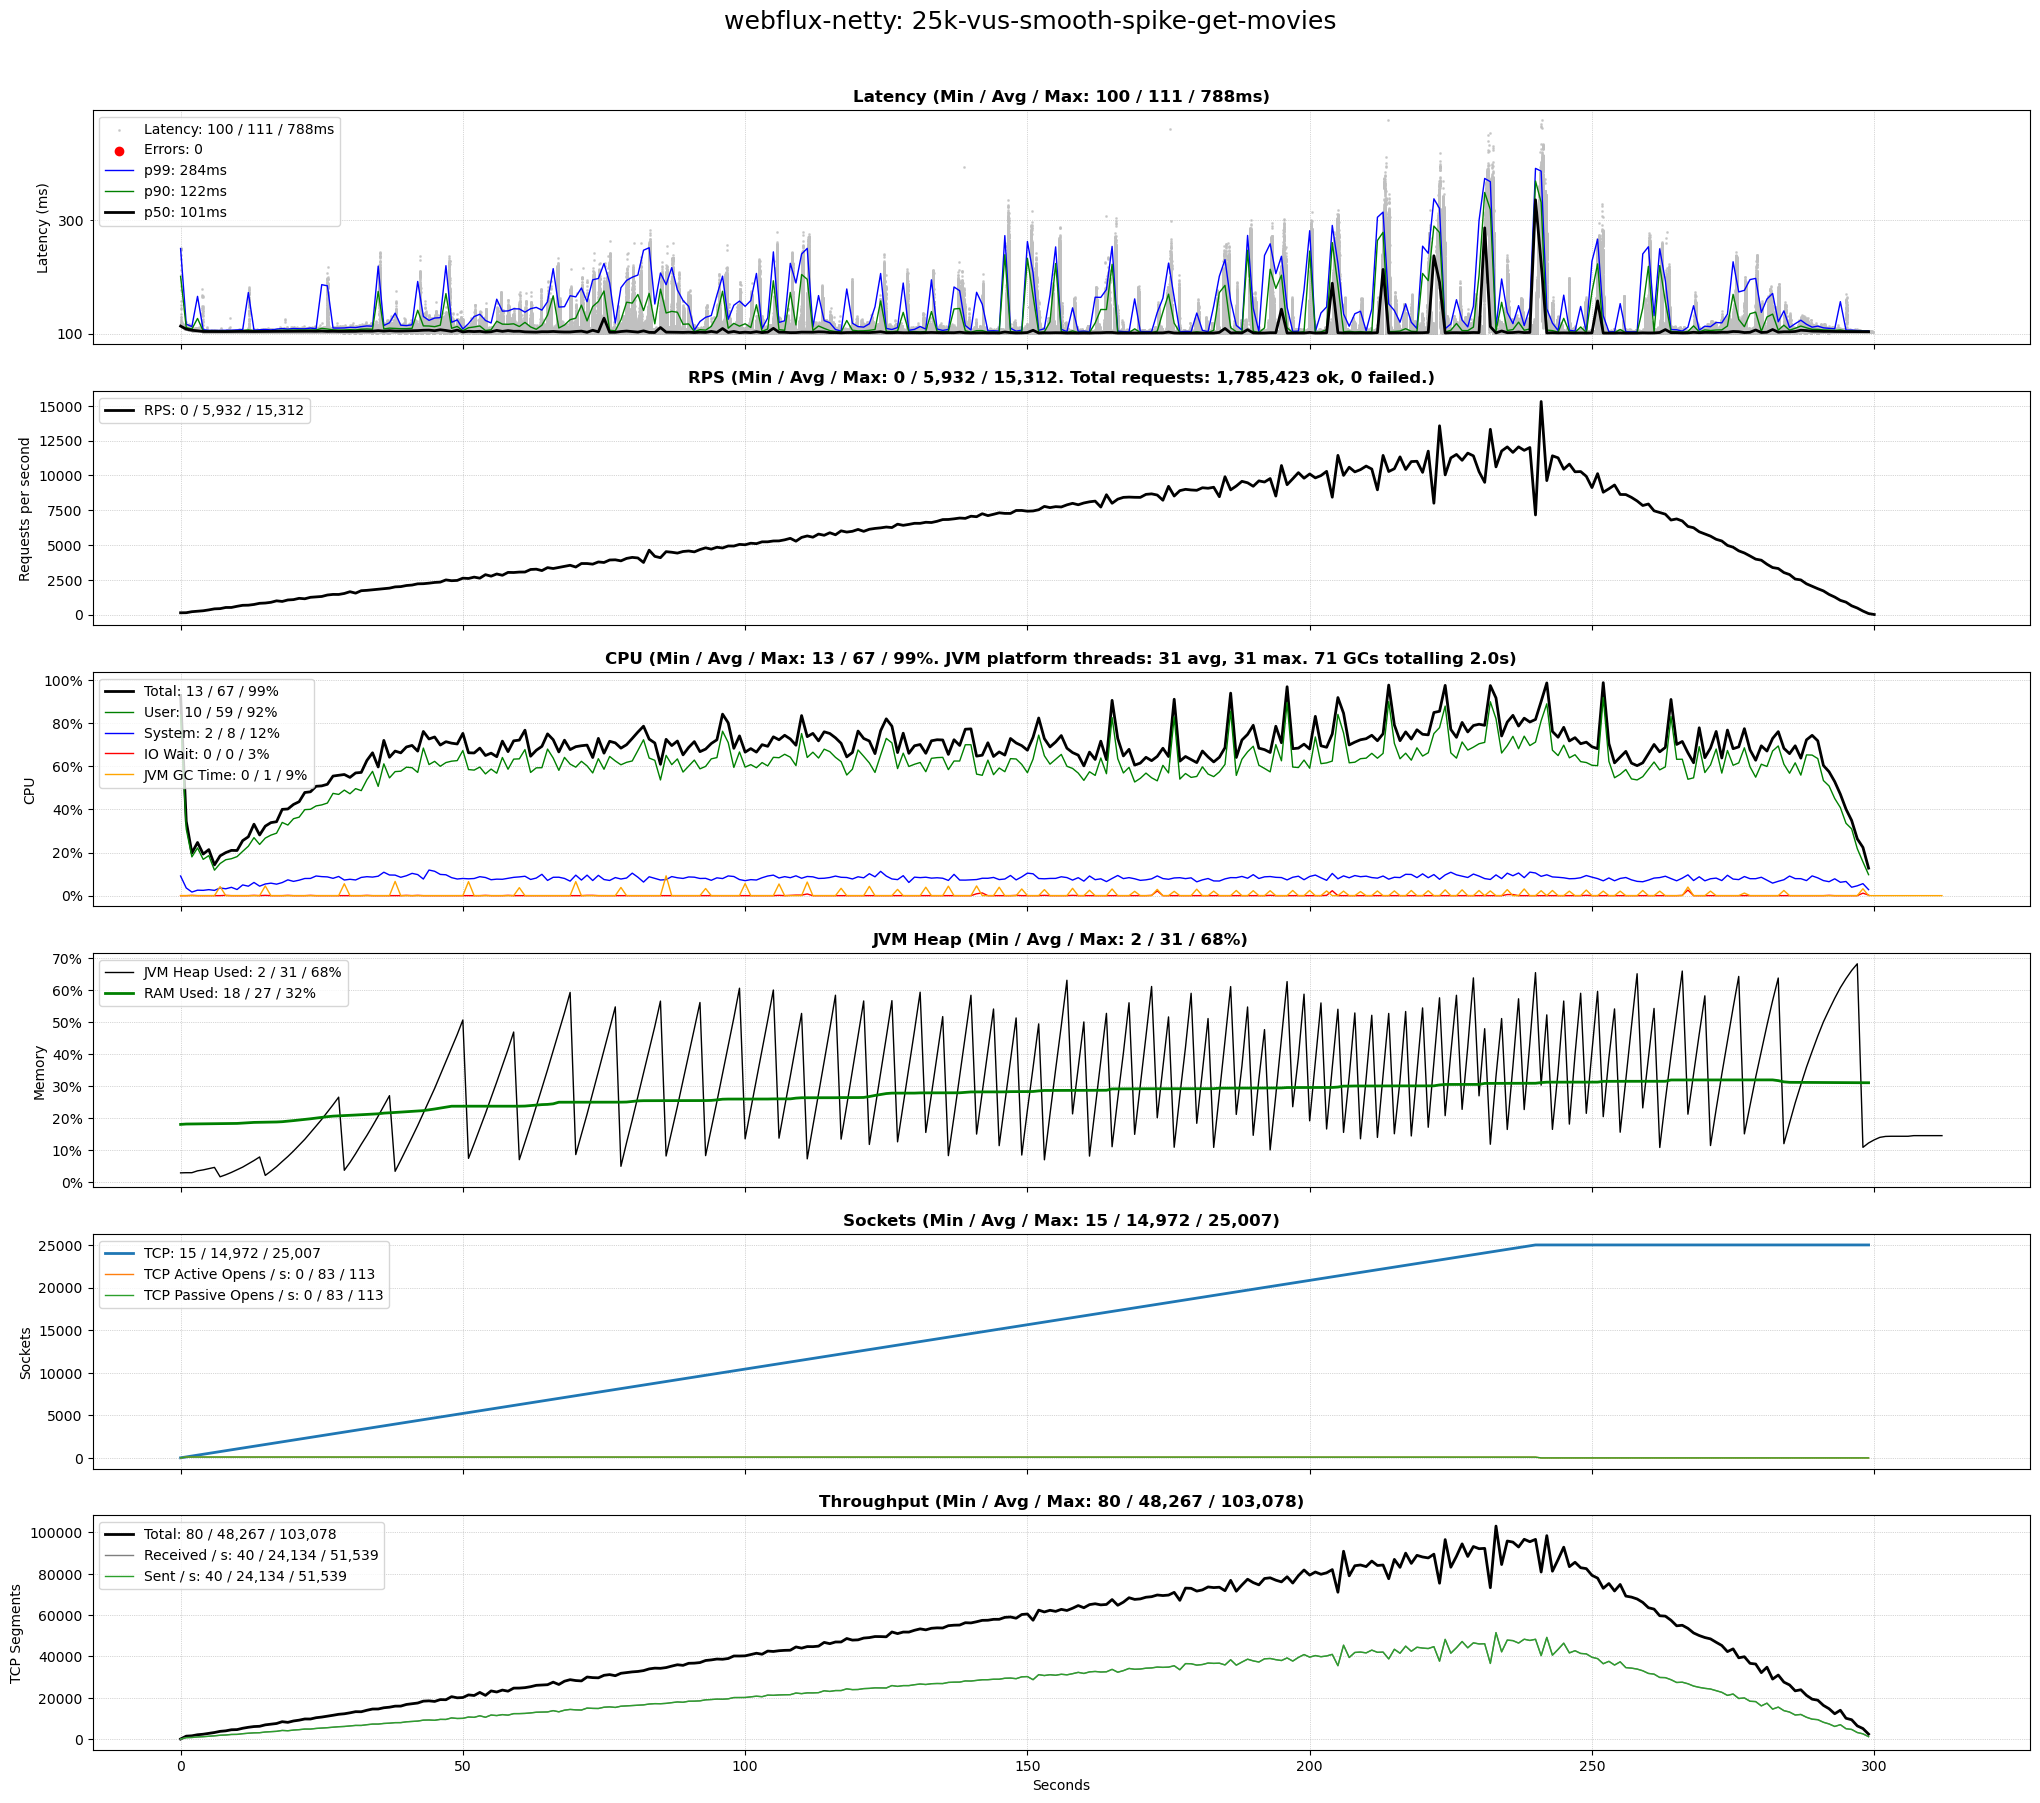 webflux-netty: 25k-vus-smooth-spike-get-movies
Latency (Min / Avg / Max: 100 / 111 / 788ms)
Latency: 100 / 111 / 788ms
Errors: 0
p99: 284ms
p90: 122ms
p50: 101ms
Latency (ms)
300
100
RPS (Min / Avg / Max: 0 / 5,932 / 15,312. Total requests: 1,785,423 ok, 0 failed.)
RPS: 0 / 5,932 / 15,312
Requests per second
15000
12500
10000
7500
5000
2500
0
CPU (Min / Avg / Max: 13 / 67 / 99%. JVM platform threads: 31 avg, 31 max. 71 GCs totalling 2.0s)
Total: 13 / 67 / 99%
User: 10 / 59 / 92%
System: 2 / 8 / 12%
IO Wait: 0 / 0 / 3%
JVM GC Time: 0 / 1 / 9%
CPU
100%
80%
60%
40%
20%
0%
JVM Heap (Min / Avg / Max: 2 / 31 / 68%)
JVM Heap Used: 2 / 31 / 68%
RAM Used: 18 / 27 / 32%
Memory
70%
60%
50%
40%
30%
20%
10%
0%
Sockets (Min / Avg / Max: 15 / 14,972 / 25,007)
TCP: 15 / 14,972 / 25,007
TCP Active Opens / s: 0 / 83 / 113
TCP Passive Opens / s: 0 / 83 / 113
Sockets
25000
20000
15000
10000
5000
0
Throughput (Min / Avg / Max: 80 / 48,267 / 103,078)
Total: 80 / 48,267 / 103,078
Received / s: 40 / 24,134 / 51,539
Sent / s: 40 / 24,134 / 51,539
TCP Segments
100000
80000
60000
40000
20000
0
0 50 100 150 200 250 300
Seconds